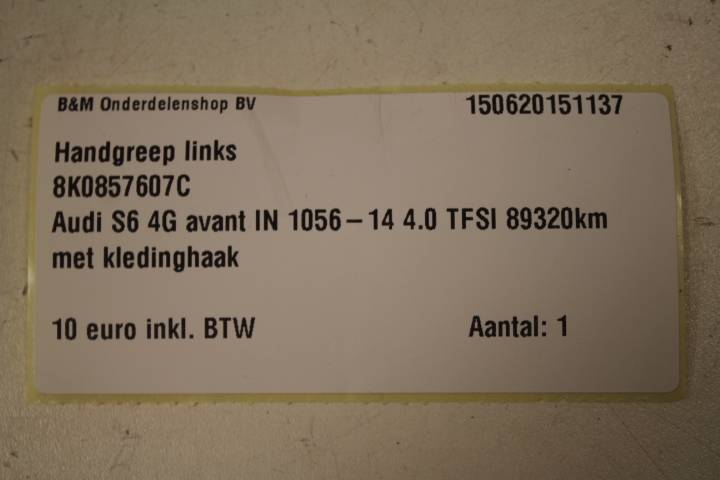 B&M Onderdelenshop BV 150620151137
Handgreep links
8K0857607C
Audi S6 4G avant IN 1056-14 4.0 TFSI 89320km
met kledinghaak
10 euro inkl. BTW Aantal: 1